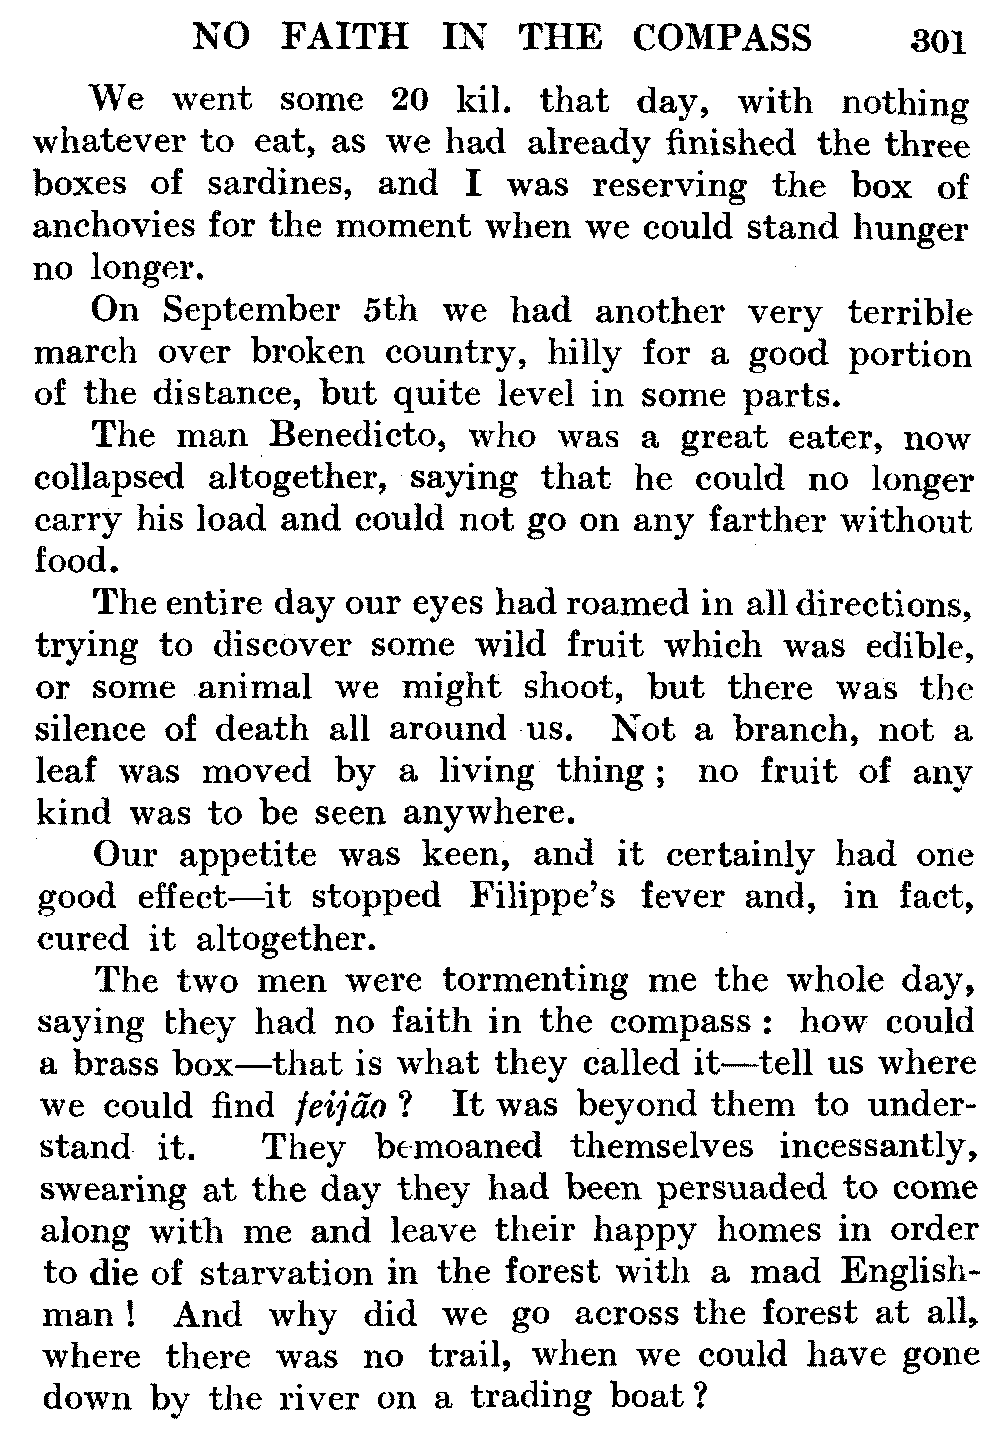 NO FAITH IN THE COMPASS 301
We went some 20 kil. that day, with nothing
whatever to eat, as we had already finished the three
boxes of sardines, and I was reserving the box of
anchovies for the moment when we could stand hunger
no longer.
On September 5th we had another very terrible
march over broken country, hilly for a good portion
of the distance, but quite level in some parts.
The man Benedicto, who was a great eater, now
collapsed altogether, saying that he could no longer
carry his load and could not go on any farther without
food.
The entire day our eyes had roamed in all directions,
trying to discover some wild fruit which was edible,
or some animal we might shoot, but there was the
silence of death all around us. Not a branch, not a
leaf was moved by a living thing; no fruit of any
kind was to be seen anywhere.
Our appetite was keen, and it certainly had one
good effect—it stopped Filippe's fever and, in fact,
cured it altogether.
The two men were tormenting me the whole day,
saying they had no faith in the compass: how could
a brass box—that is what they called it—tell us where
we could find feijão? It was beyond them to under-
stand it. They bemoaned themselves incessantly,
swearing at the day they had been persuaded to come
along with me and leave their happy homes in order
to die of starvation in the forest with a mad English-
man! And why did we go across the forest at all,
where there was no trail, when we could have gone
down by the river on a trading boat?